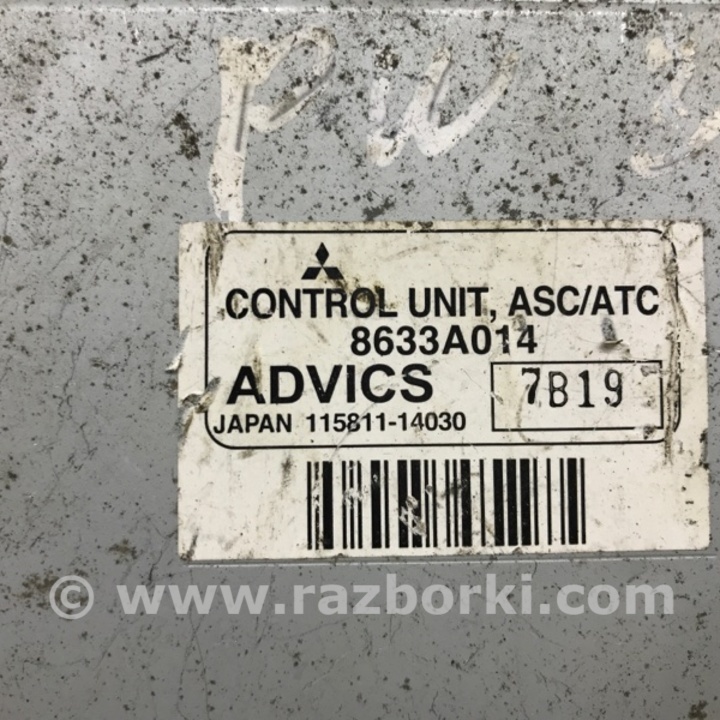 CONTROL UNIT, ASC/ATC
8633A014
ADVICS 7B19
JAPAN 115811-14030
© www.razborki.com